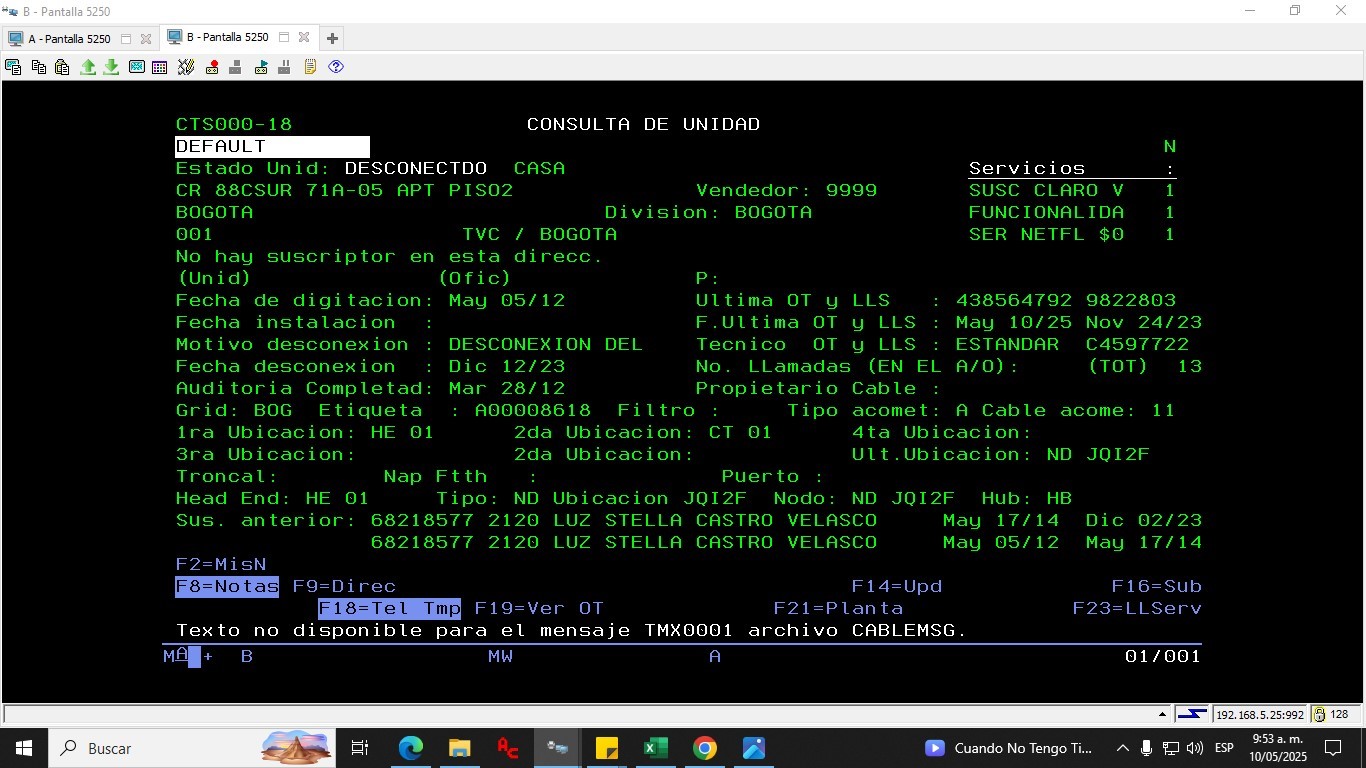 B - Pantalla 5250
A - Pantalla 5250 B - Pantalla 5250
CTS000-18 CONSULTA DE UNIDAD
DEFAULT N
Estado Unid: DESCONECTDO CASA Servicios :
CR 88CSUR 71A-05 APT PISO2 Vendedor: 9999 SUSC CLARO V 1
BOGOTA Division: BOGOTA FUNCIONALIDA 1
001 TVC / BOGOTA SER NETFL $0 1
No hay suscriptor en esta direcc.
(Unid) (Ofic) P:
Fecha de digitacion: May 05/12 Ultima OT y LLS : 438564792 9822803
Fecha instalacion : F.Ultima OT y LLS : May 10/25 Nov 24/23
Motivo desconexion : DESCONEXION DEL Tecnico OT y LLS : ESTANDAR C4597722
Fecha desconexion : Dic 12/23 No. LLamadas (EN EL A/O): (TOT) 13
Auditoria Completad: Mar 28/12 Propietario Cable :
Grid: BOG Etiqueta : A00008618 Filtro : Tipo acomet: A Cable acome: 11
1ra Ubicacion: HE 01 2da Ubicacion: CT 01 4ta Ubicacion:
3ra Ubicacion: 2da Ubicacion: Ult.Ubicacion: ND JQI2F
Troncal: Nap Ftth : Puerto :
Head End: HE 01 Tipo: ND Ubicacion JQI2F Nodo: ND JQI2F Hub: HB
Sus. anterior: 68218577 2120 LUZ STELLA CASTRO VELASCO May 17/14 Dic 02/23
68218577 2120 LUZ STELLA CASTRO VELASCO May 05/12 May 17/14
F2=MisN
F8=Notas F9=Direc F14=Upd F16=Sub
F18=Tel Tmp F19=Ver OT F21=Planta F23=LLServ
Texto no disponible para el mensaje TMX0001 archivo CABLEMSG.
MA + B MW A 01/001
192.168.5.25:992 128
Buscar Cuando No Tengo Ti... ESP 9:53 a. m.
10/05/2025